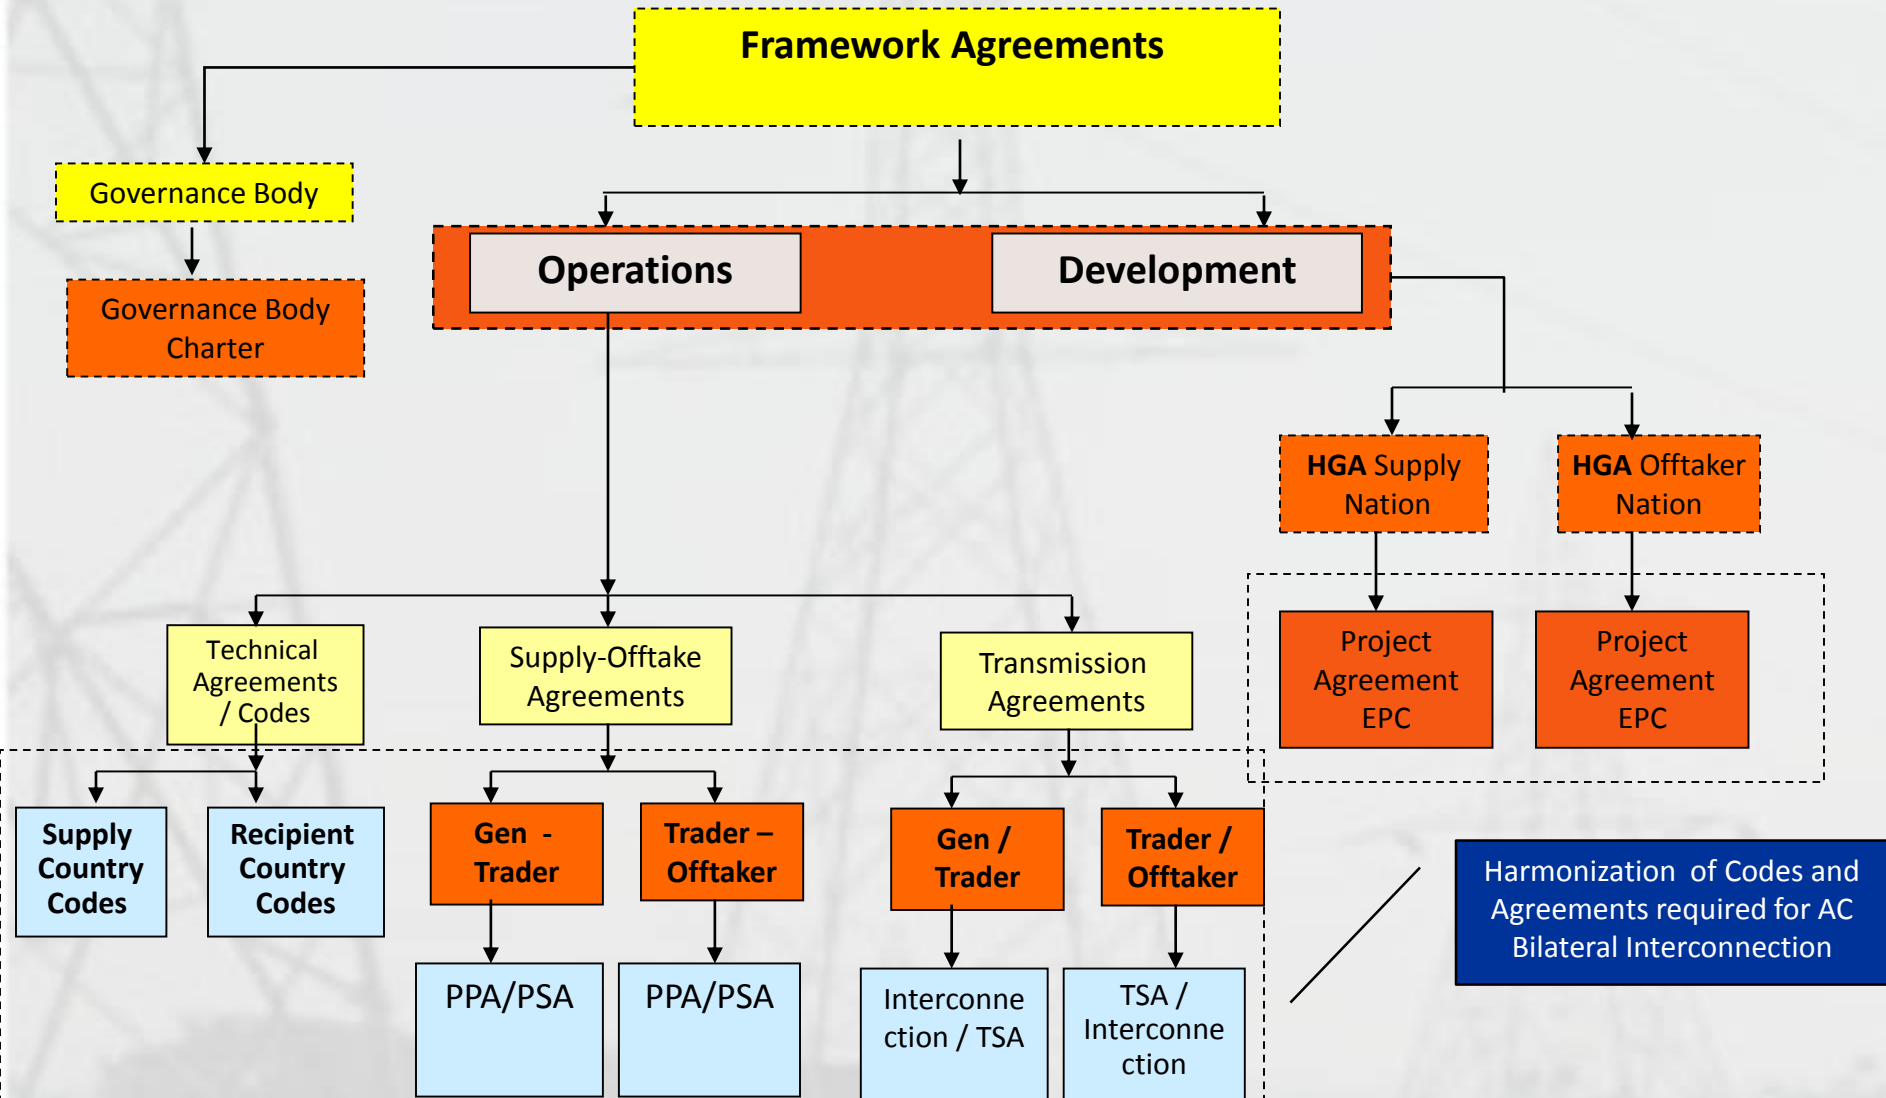 Framework Agreements
Governance Body
Governance Body
Charter
Operations
Development
HGA Supply
Nation
HGA Offtaker
Nation
Technical
Agreements
/ Codes
Supply-Offtake
Agreements
Transmission
Agreements
Project
Agreement
EPC
Project
Agreement
EPC
Supply
Country
Codes
Recipient
Country
Codes
Gen -
Trader
Trader –
Offtaker
Gen /
Trader
Trader /
Offtaker
Harmonization of Codes and
Agreements required for AC
Bilateral Interconnection
PPA/PSA
PPA/PSA
Interconne
ction / TSA
TSA /
Interconne
ction